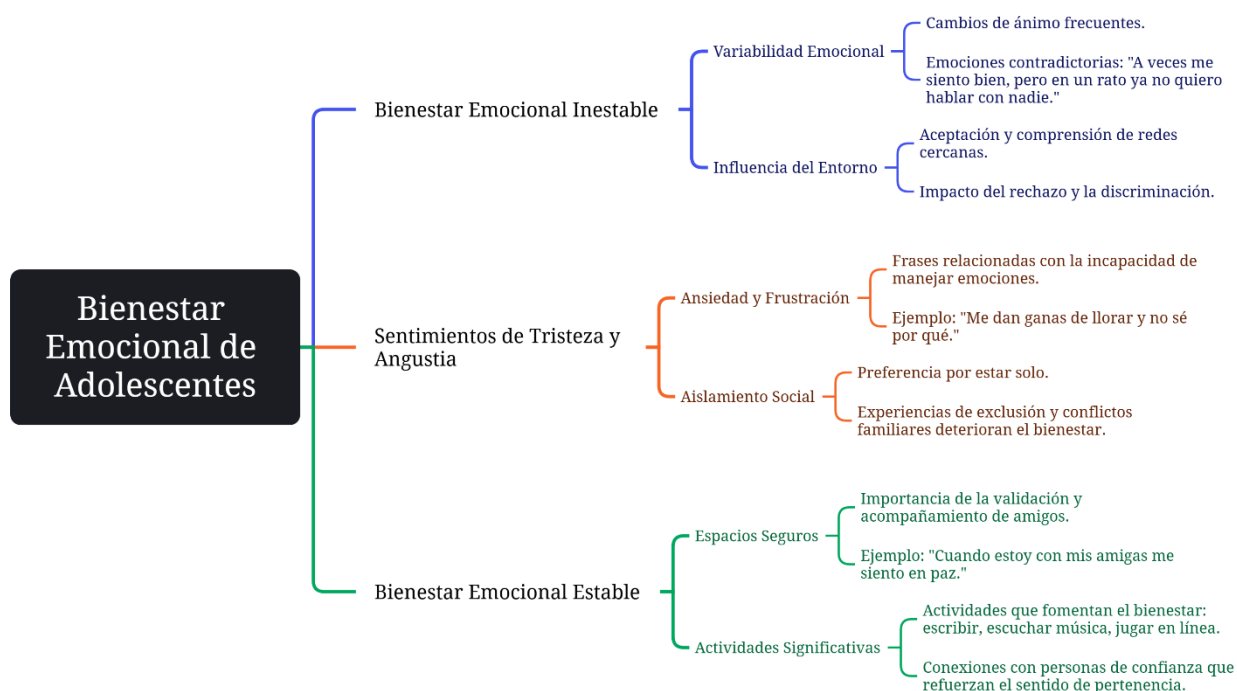 Bienestar
Emocional de
Adolescentes
Bienestar Emocional Inestable
Variabilidad Emocional
Cambios de ánimo frecuentes.
Emociones contradictorias: "A veces me
siento bien, pero en un rato ya no quiero
hablar con nadie."
Influencia del Entorno
Aceptación y comprensión de redes
cercanas.
Impacto del rechazo y la discriminación.
Sentimientos de Tristeza y
Angustia
Ansiedad y Frustración
Frases relacionadas con la incapacidad de
manejar emociones.
Ejemplo: "Me dan ganas de llorar y no sé
por qué."
Aislamiento Social
Preferencia por estar solo.
Experiencias de exclusión y conflictos
familiares deterioran el bienestar.
Bienestar Emocional Estable
Espacios Seguros
Importancia de la validación y
acompañamiento de amigos.
Ejemplo: "Cuando estoy con mis amigas me
siento en paz."
Actividades Significativas
Actividades que fomentan el bienestar:
escribir, escuchar música, jugar en línea.
Conexiones con personas de confianza que
refuerzan el sentido de pertenencia.